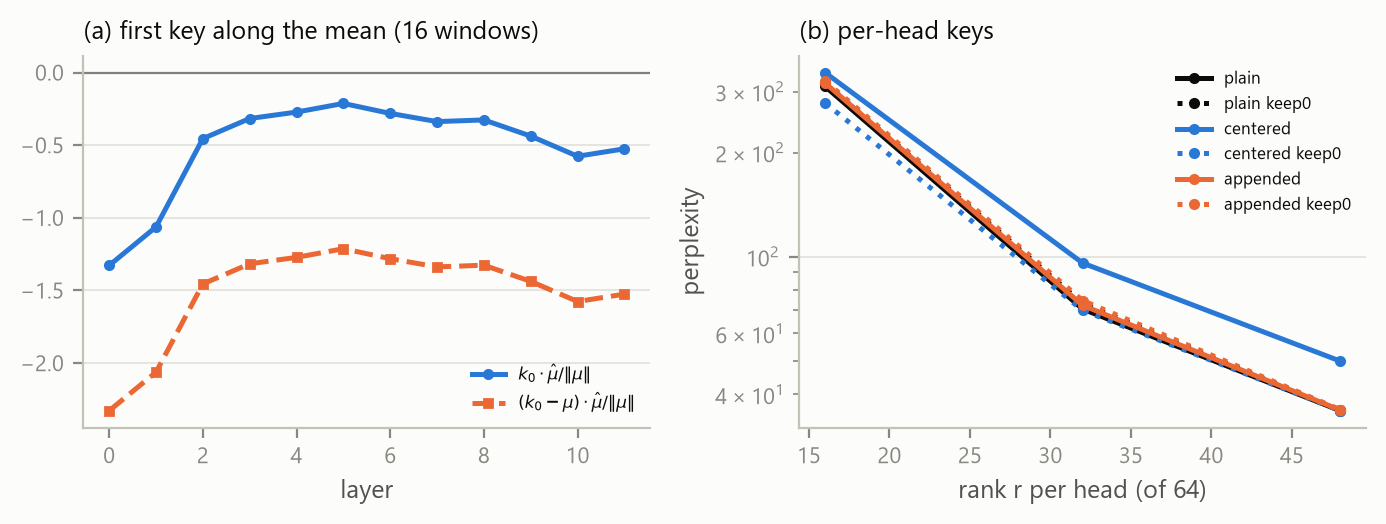 (a) first key along the mean (16 windows)
0.0
−0.5
−1.0
−1.5
−2.0
k₀ · μ̂/‖μ‖
(k₀ − μ) · μ̂/‖μ‖
0 2 4 6 8 10
layer
(b) per-head keys
perplexity
3 × 10²
2 × 10²
10²
6 × 10¹
4 × 10¹
plain
plain keep0
centered
centered keep0
appended
appended keep0
15 20 25 30 35 40 45
rank r per head (of 64)